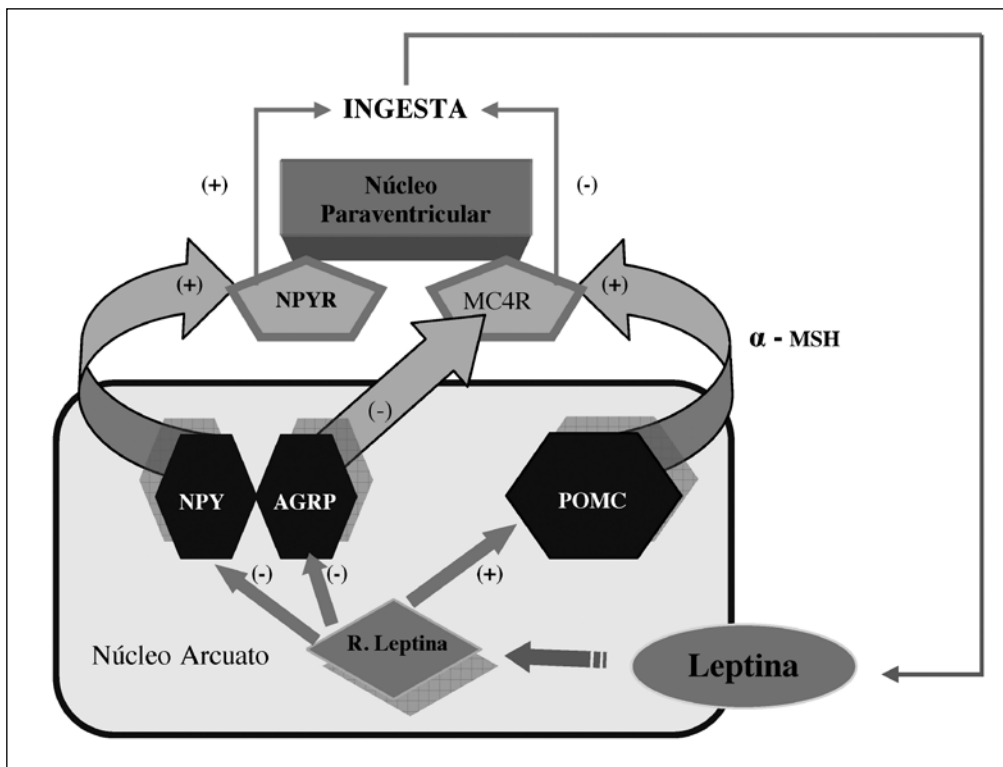 INGESTA
(+)
(-)
Núcleo
Paraventricular
(+)
NPYR
MC4R
(+)
α - MSH
(-)
NPY
AGRP
POMC
(-)
(-)
(+)
Núcleo Arcuato
R. Leptina
Leptina